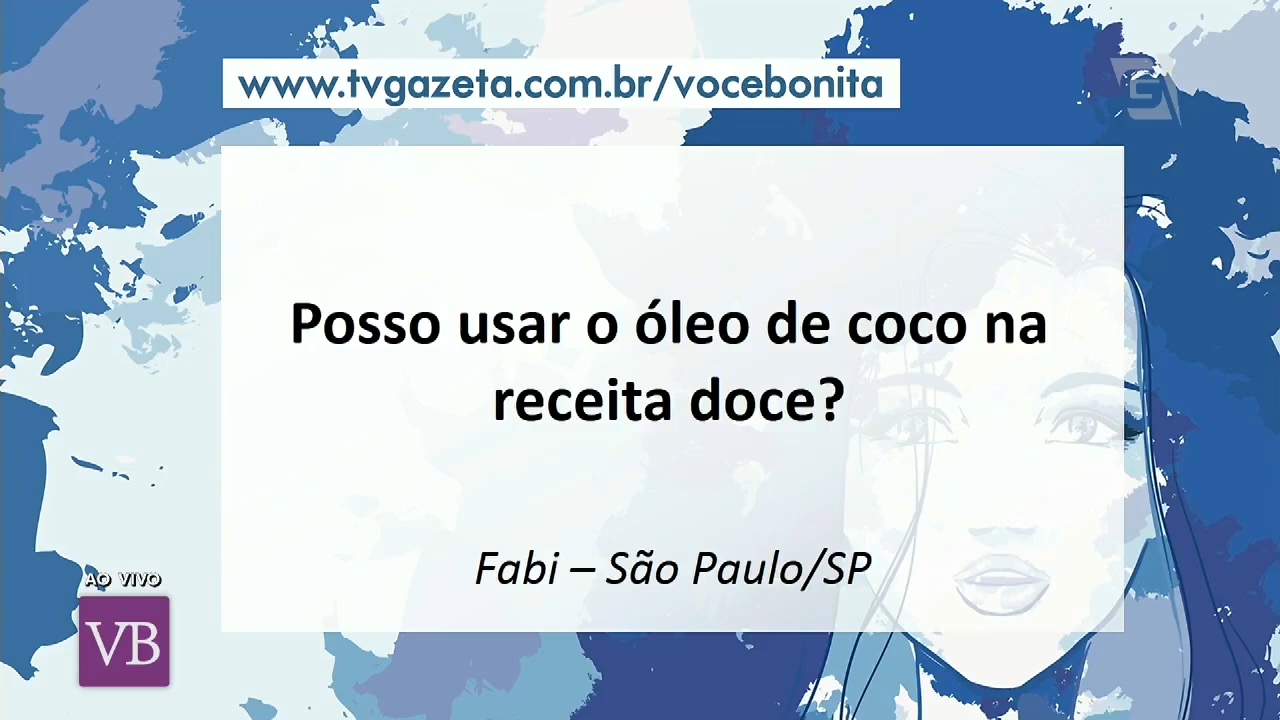 www.tvgazeta.com.br/vocebonita
G
Posso usar o óleo de coco na
receita doce?
Fabi – São Paulo/SP
AO VIVO
VB